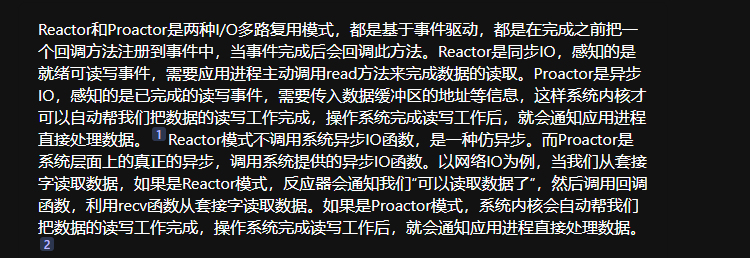 Reactor和Proactor是两种I/O多路复用模式，都是基于事件驱动，都是在完成之前把一
个回调方法注册到事件中，当事件完成后会回调此方法。Reactor是同步IO，感知的是
就绪可读写事件，需要应用进程主动调用read方法来完成数据的读取。Proactor是异步
IO，感知的是已完成的读写事件，需要传入数据缓冲区的地址等信息，这样系统内核才
可以自动帮我们把数据的读写工作完成，操作系统完成读写工作后，就会通知应用进程
直接处理数据。 1 Reactor模式不调用系统异步IO函数，是一种仿异步。而Proactor是
系统层面上的真正的异步，调用系统提供的异步IO函数。以网络IO为例，当我们从套接
字读取数据，如果是Reactor模式，反应器会通知我们“可以读取数据了”，然后调用回调
函数，利用recv函数从套接字读取数据。如果是Proactor模式，系统内核会自动帮我们
把数据的读写工作完成，操作系统完成读写工作后，就会通知应用进程直接处理数据。
2